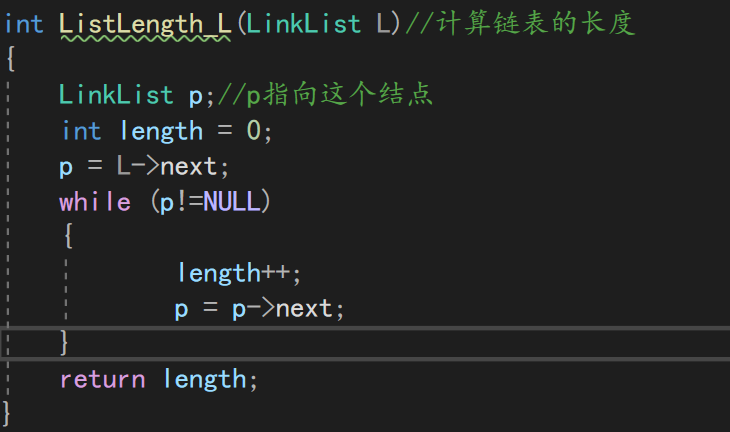 int ListLength_L(LinkList L)//计算链表的长度
{
LinkList p;//p指向这个结点
int length = 0;
p = L->next;
while (p!=NULL)
{
length++;
p = p->next;
}
return length;
}